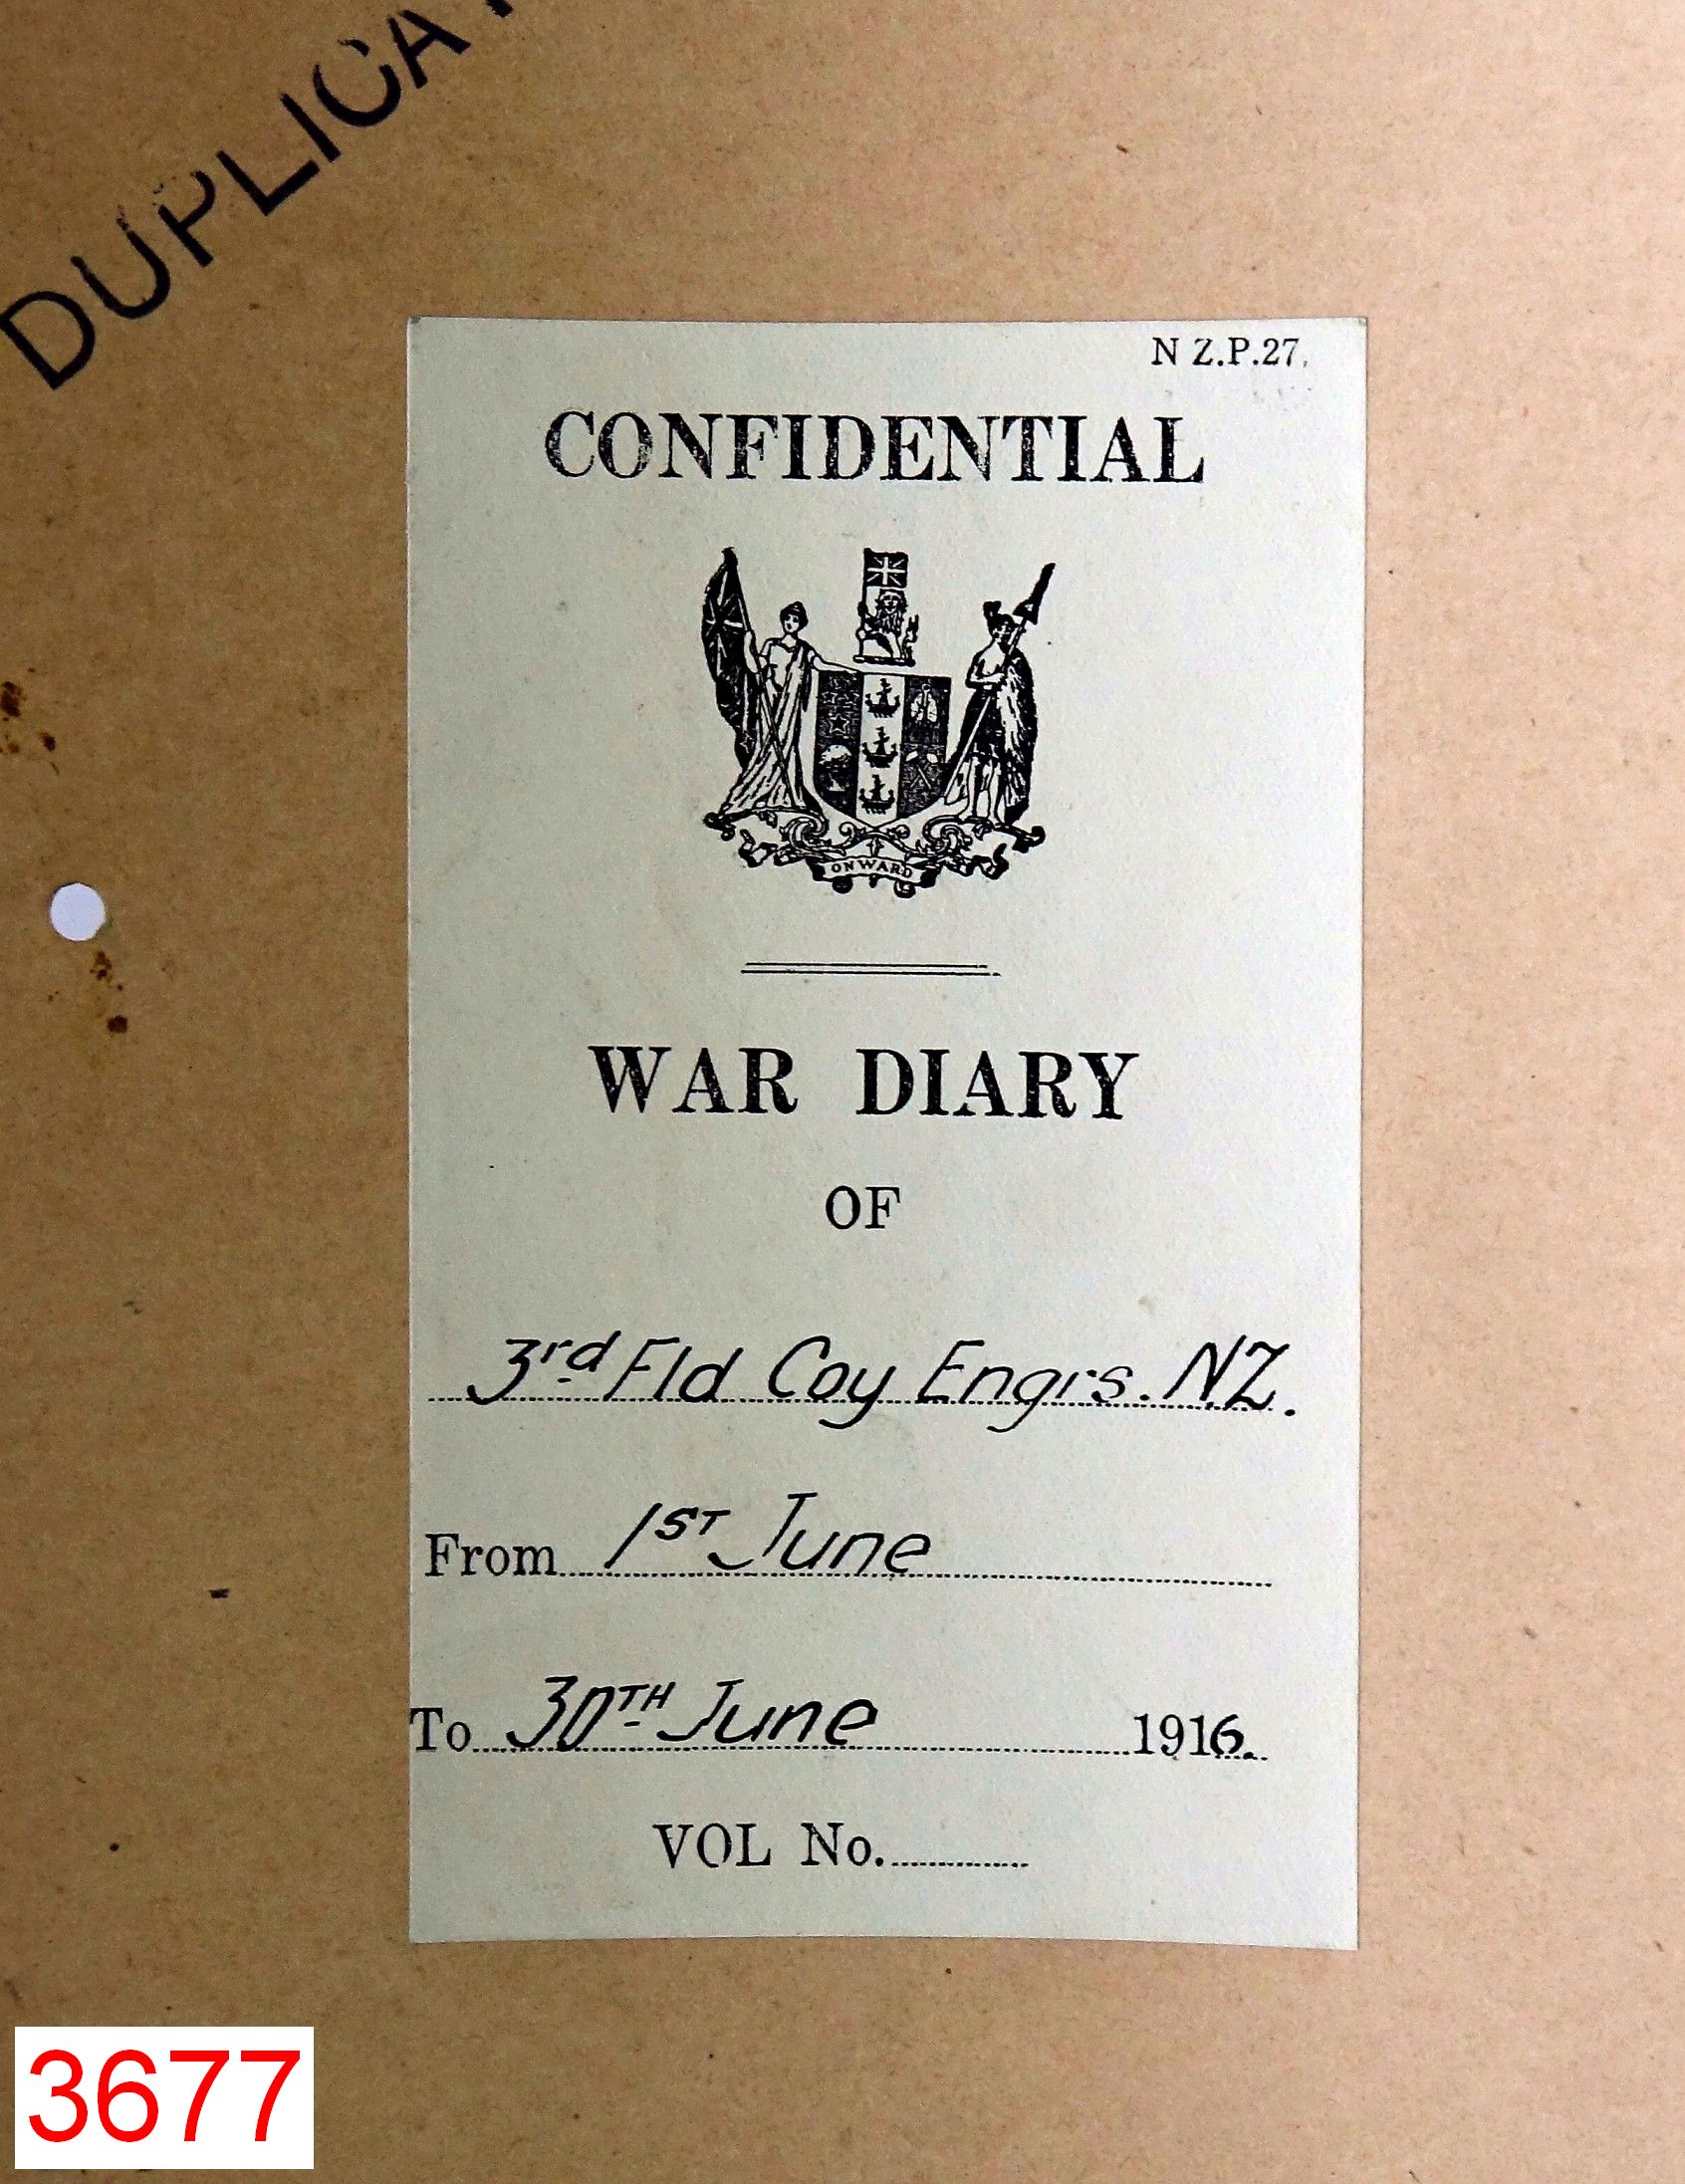 DUPLICA
N Z.P.27.
CONFIDENTIAL
ONWARD
WAR DIARY
OF
3rd Fld Coy Engrs. N.Z.
From 1ST June
To 30TH June 1916.
VOL No.
3677